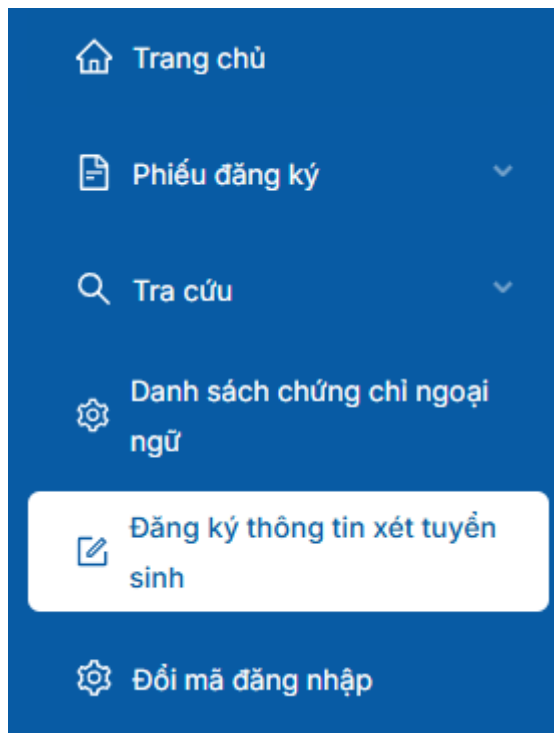 Trang chủ
Phiếu đăng ký
Tra cứu
Danh sách chứng chỉ ngoại
ngữ
Đăng ký thông tin xét tuyển
sinh
Đổi mã đăng nhập